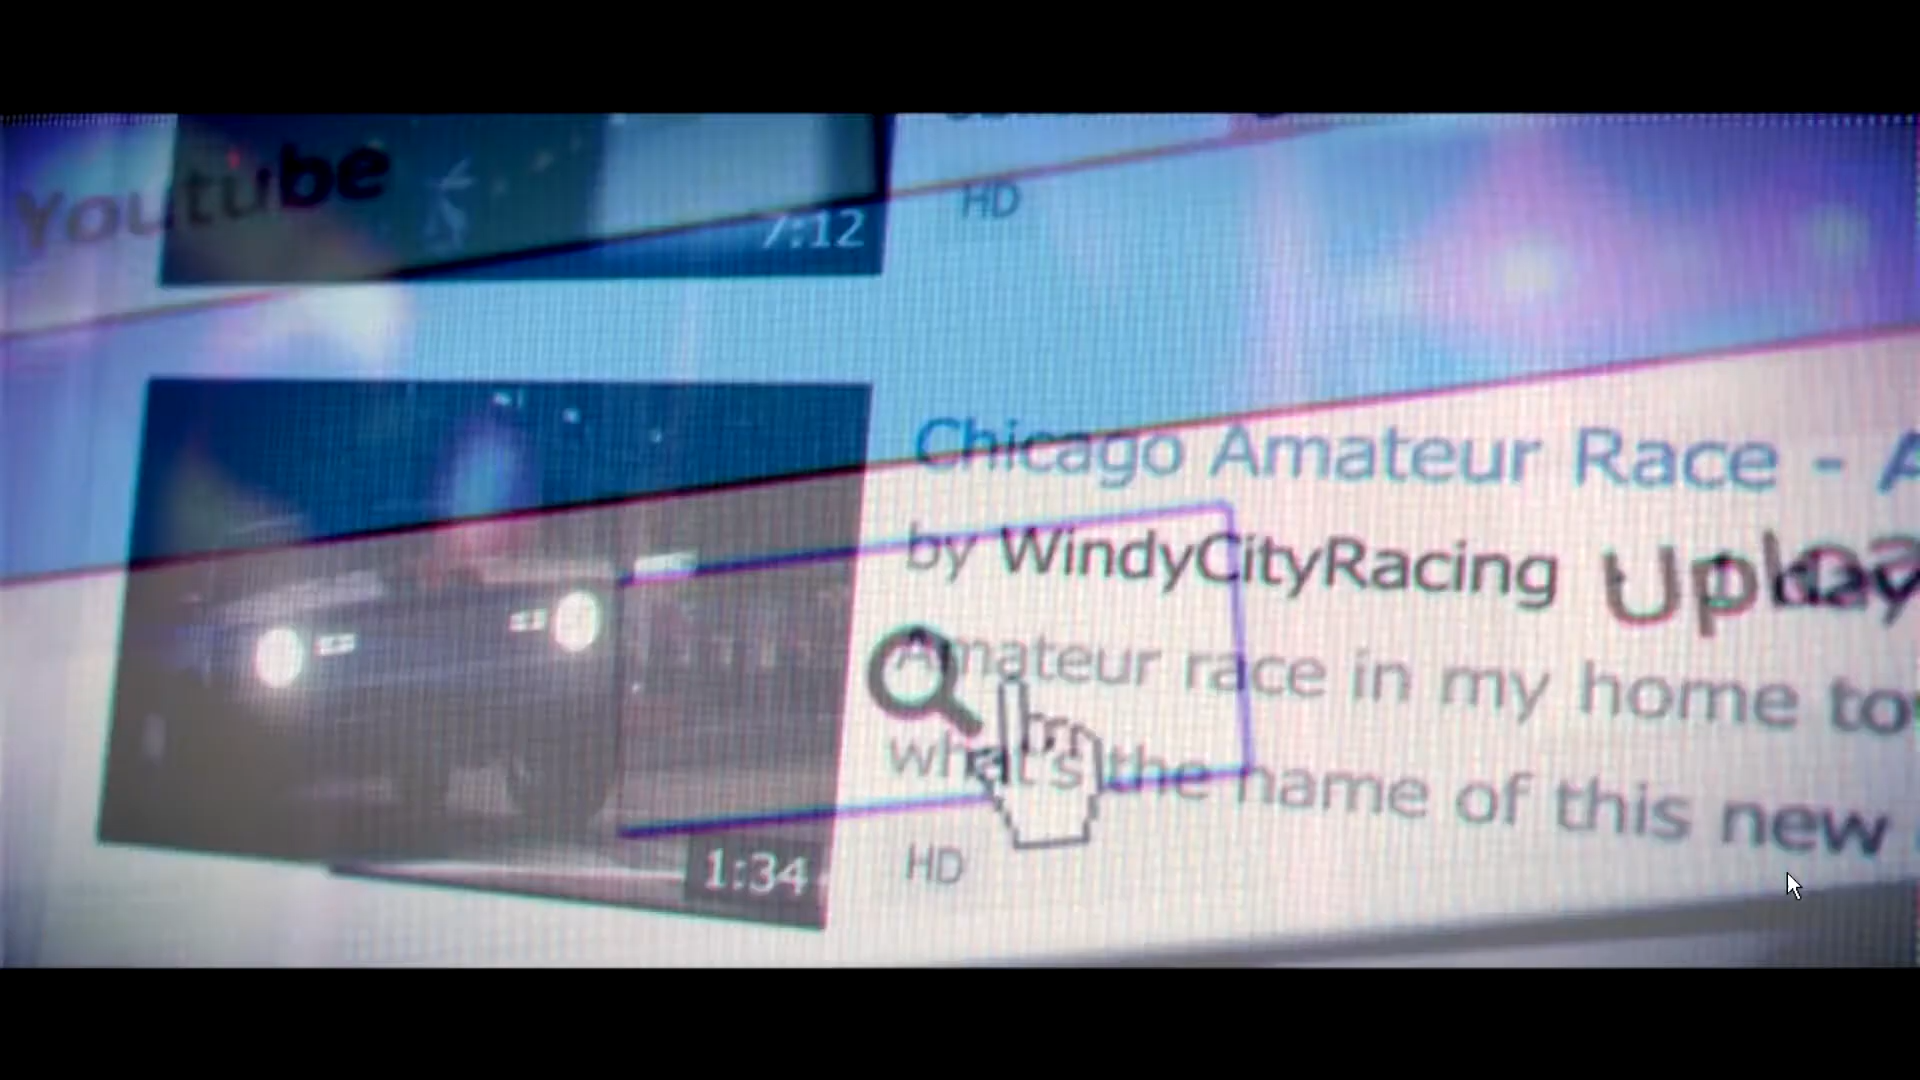 Youtube
7:12
HD
Chicago Amateur Race -
by WindyCityRacing
Amateur race in my home
what's the name of this new
1:34
HD